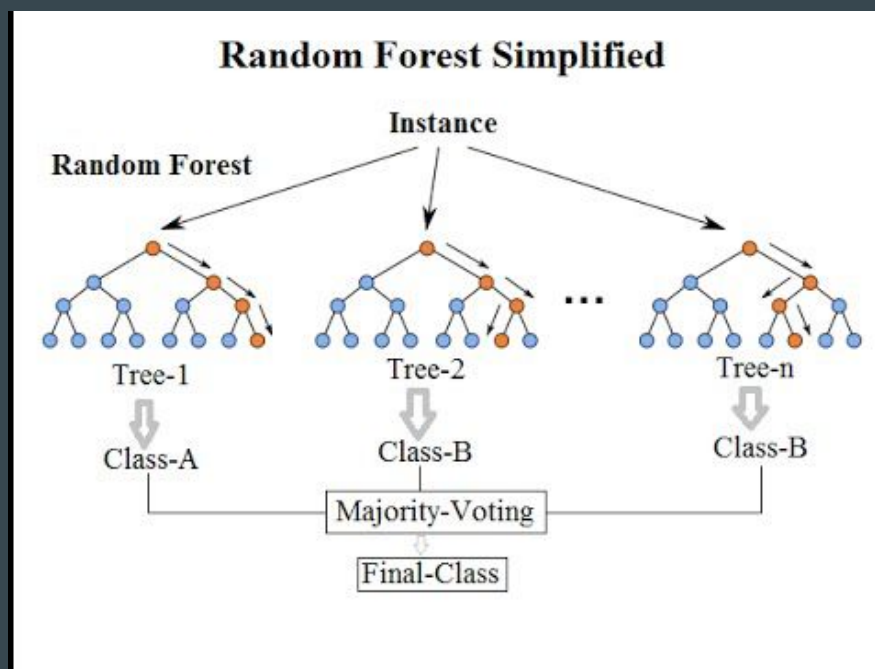 Random Forest Simplified
Instance
Random Forest
...
Tree-1
Tree-2
Tree-n
Class-A
Class-B
Class-B
Majority-Voting
Final-Class